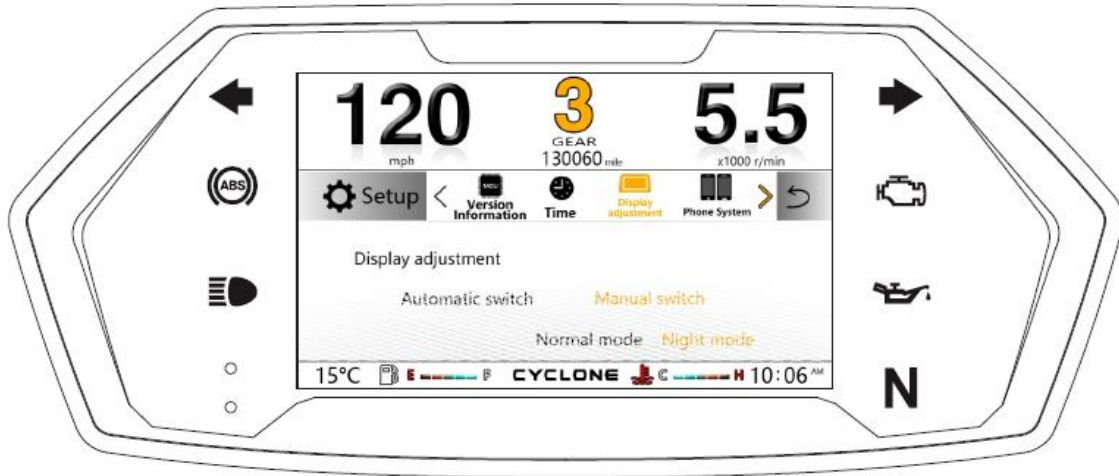 120 3 5.5
GEAR
mph 130060 mile x1000 r/min
(ABS)
Setup < MCU Version Information Time Display adjustment Phone System >
Display adjustment
Automatic switch Manual switch
Normal mode Night mode
15°C E F CYCLONE C H 10:06 AM
N